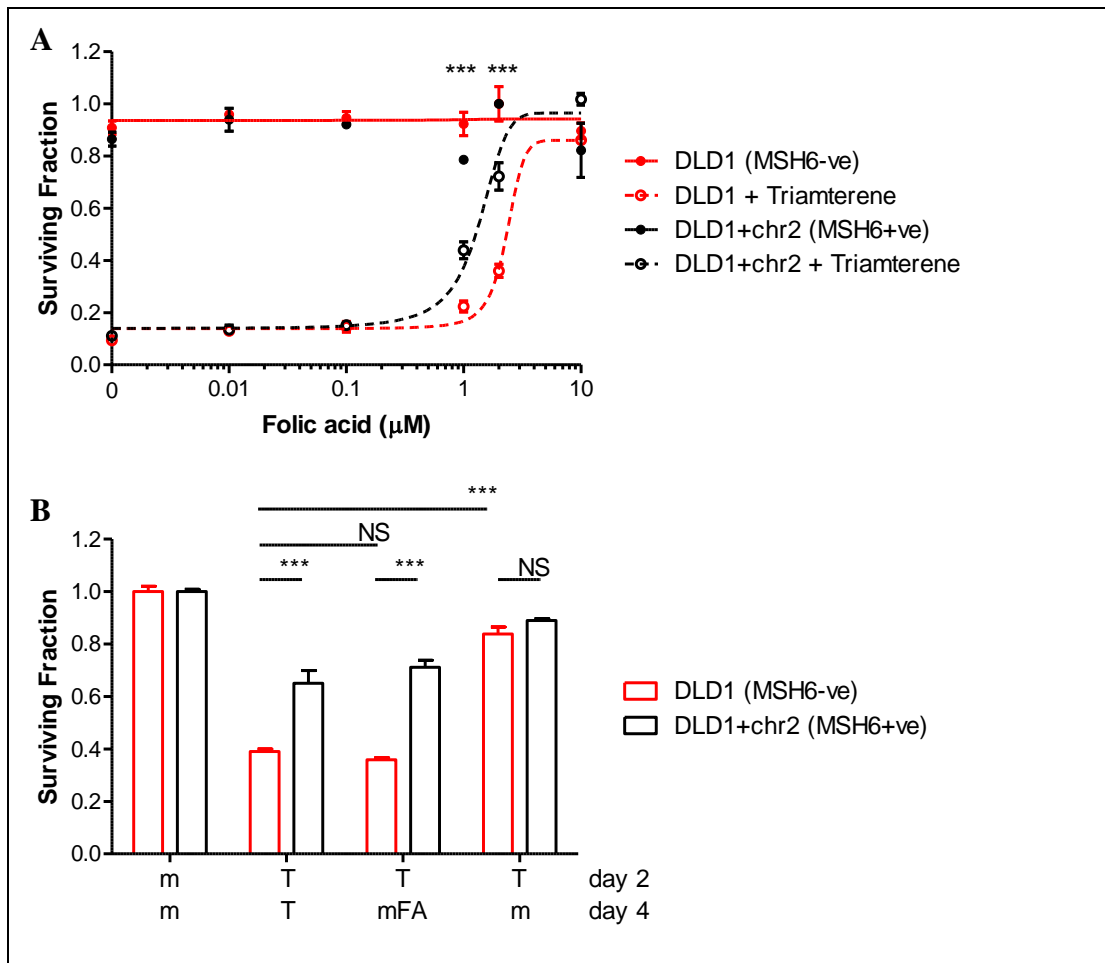 A
1.2
1.0
0.8
0.6
0.4
0.2
0.0
Surviving Fraction
*** ***
0 0.01 0.1 1 10
Folic acid (μM)
DLD1 (MSH6-ve)
DLD1 + Triamterene
DLD1+chr2 (MSH6+ve)
DLD1+chr2 + Triamterene
B
1.2
1.0
0.8
0.6
0.4
0.2
0.0
Surviving Fraction
***
NS
*** *** NS
m T T T day 2
m T mFA m day 4
DLD1 (MSH6-ve)
DLD1+chr2 (MSH6+ve)